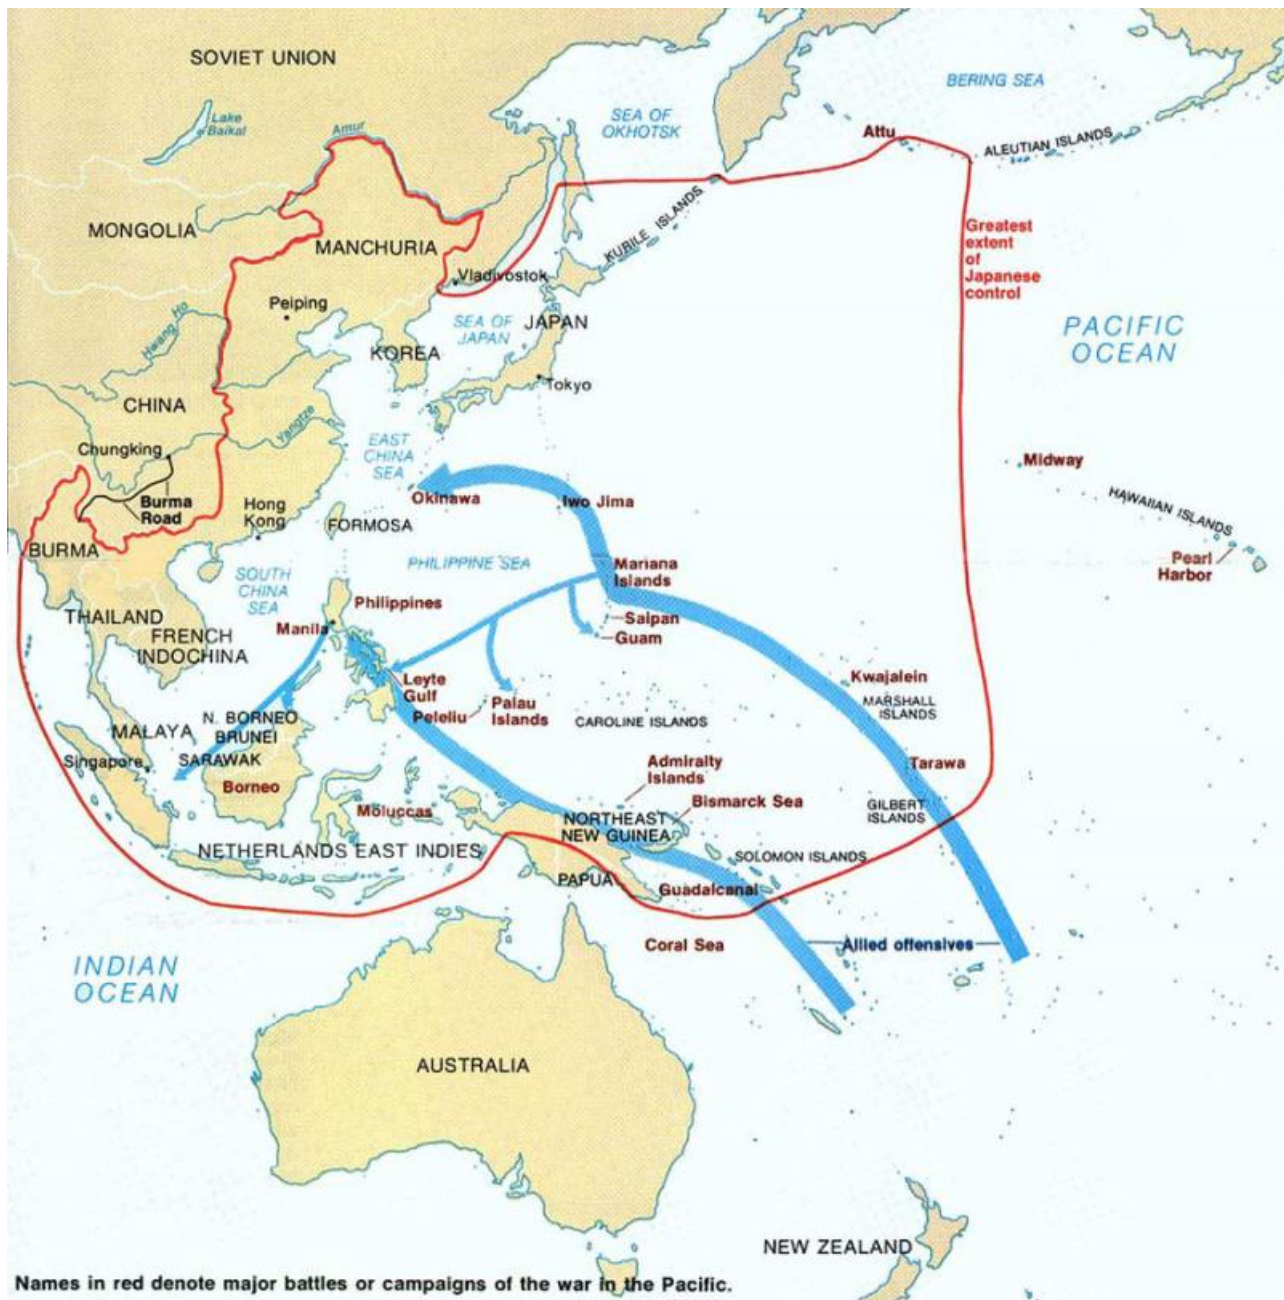 SOVIET UNION
BERING SEA
SEA OF
OKHOTSK
Lake
Baikal
Amur
Attu
ALEUTIAN ISLANDS
MONGOLIA
MANCHURIA
KURILE ISLANDS
Greatest
extent
of
Japanese
control
Vladivostok
Peiping
Hwang Ho
SEA OF
JAPAN
JAPAN
KOREA
PACIFIC
OCEAN
Tokyo
CHINA
Yangtze
Chungking
EAST
CHINA
SEA
Midway
HAWAIIAN ISLANDS
Burma
Road
Hong
Kong
Okinawa
Iwo Jima
FORMOSA
BURMA
PHILIPPINE SEA
Mariana
Islands
Pearl
Harbor
SOUTH
CHINA
SEA
THAILAND
Philippines
Manila
Saipan
Guam
FRENCH
INDOCHINA
Leyte
Gulf
Kwajalein
MARSHALL
ISLANDS
Peleliu
Palau
Islands
CAROLINE ISLANDS
N. BORNEO
BRUNEI
MALAYA
SARAWAK
Singapore
Tarawa
Admiralty
Islands
Borneo
Moluccas
Bismarck Sea
GILBERT
ISLANDS
NORTHEAST
NEW GUINEA
NETHERLANDS EAST INDIES
SOLOMON ISLANDS
PAPUA
Guadalcanal
Coral Sea
Allied offensives
INDIAN
OCEAN
AUSTRALIA
NEW ZEALAND
Names in red denote major battles or campaigns of the war in the Pacific.